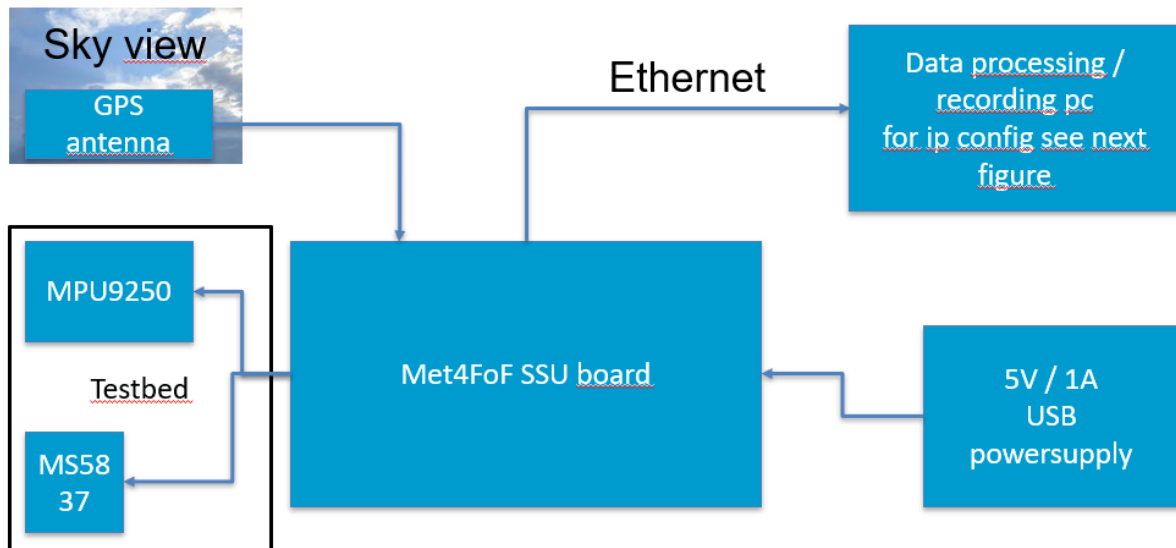 Sky view
GPS
antenna
Ethernet
Data processing /
recording pc
for ip config see next
figure
MPU9250
Testbed
MS58
37
Met4FoF SSU board
5V / 1A
USB
powersupply